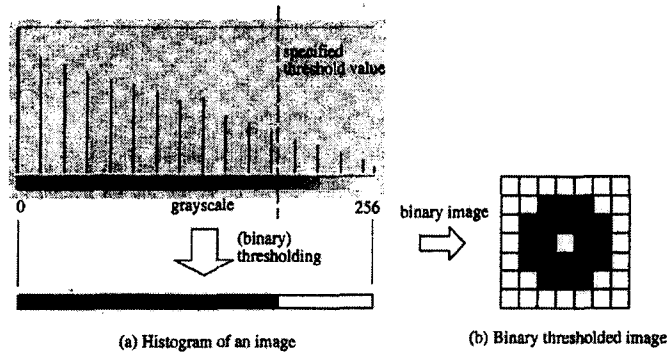 specified
threshold value
0
grayscale
256
(binary)
thresholding
binary image
(a) Histogram of an image
(b) Binary thresholded image